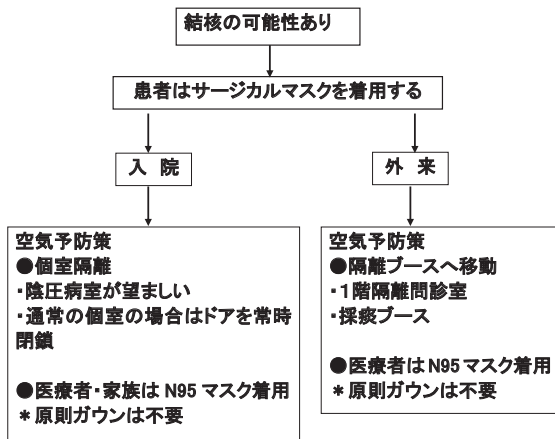 結核の可能性あり
患者はサージカルマスクを着用する
入 院
外 来
空気予防策
●個室隔離
・陰圧病室が望ましい
・通常の個室の場合はドアを常時
閉鎖
●医療者・家族は N95 マスク着用
＊原則ガウンは不要
空気予防策
●隔離ブースへ移動
・１階隔離問診室
・採痰ブース
●医療者は N95 マスク着用
＊原則ガウンは不要